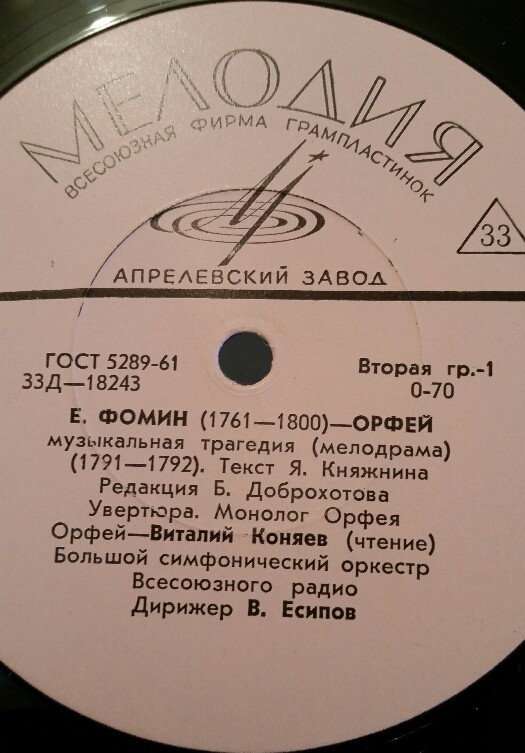 МЕЛОДИЯ
ВСЕСОЮЗНАЯ ФИРМА ГРАМПЛАСТИНОК
33
АПРЕЛЕВСКИЙ ЗАВОД
ГОСТ 5289-61
Вторая гр.-1
33Д—18243
0-70
Е. ФОМИН (1761—1800)—ОРФЕЙ
музыкальная трагедия (мелодрама)
(1791—1792). Текст Я. Княжнина
Редакция Б. Доброхотова
Увертюра. Монолог Орфея
Орфей—Виталий Коняев (чтение)
Большой симфонический оркестр
Всесоюзного радио
Дирижер В. Есипов